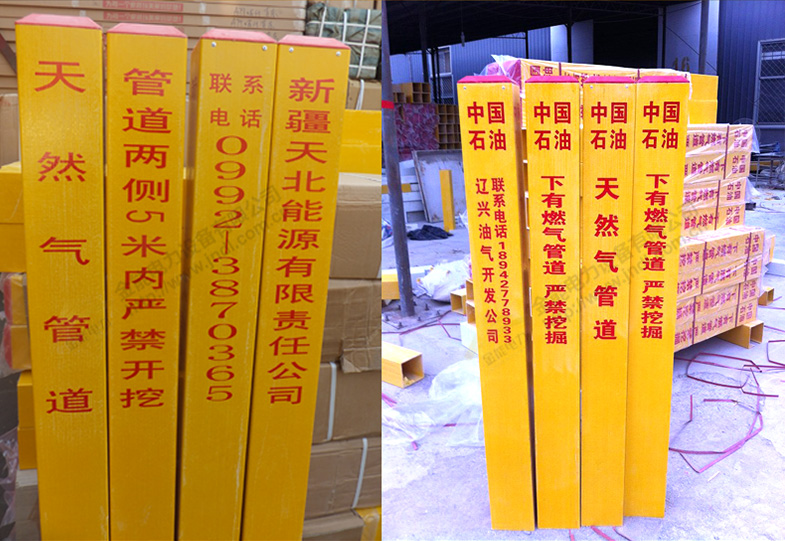 天然气管道
管道两侧5米内严禁开挖
联系
电话
0992/3870365
新疆天北能源有限责任公司
中国
石油
联系电话18942778933
辽兴油气开发公司
中国
石油
下有燃气管道 严禁挖掘
中国
石油
天然气管道
中国
石油
下有燃气管道 严禁挖掘